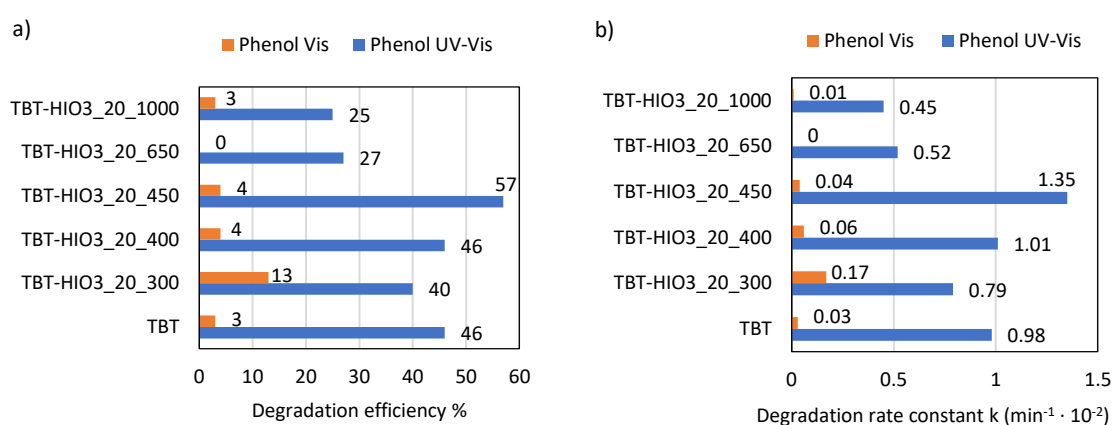 a)
Phenol Vis Phenol UV-Vis
TBT-HIO3_20_1000
3
25
TBT-HIO3_20_650
0
27
TBT-HIO3_20_450
4
57
TBT-HIO3_20_400
4
46
TBT-HIO3_20_300
13
40
TBT
3
46
0 10 20 30 40 50 60
Degradation efficiency %
b)
Phenol Vis Phenol UV-Vis
TBT-HIO3_20_1000
0.01
0.45
TBT-HIO3_20_650
0
0.52
TBT-HIO3_20_450
0.04
1.35
TBT-HIO3_20_400
0.06
1.01
TBT-HIO3_20_300
0.17
0.79
TBT
0.03
0.98
0 0.5 1 1.5
Degradation rate constant k (min⁻¹ · 10⁻²)